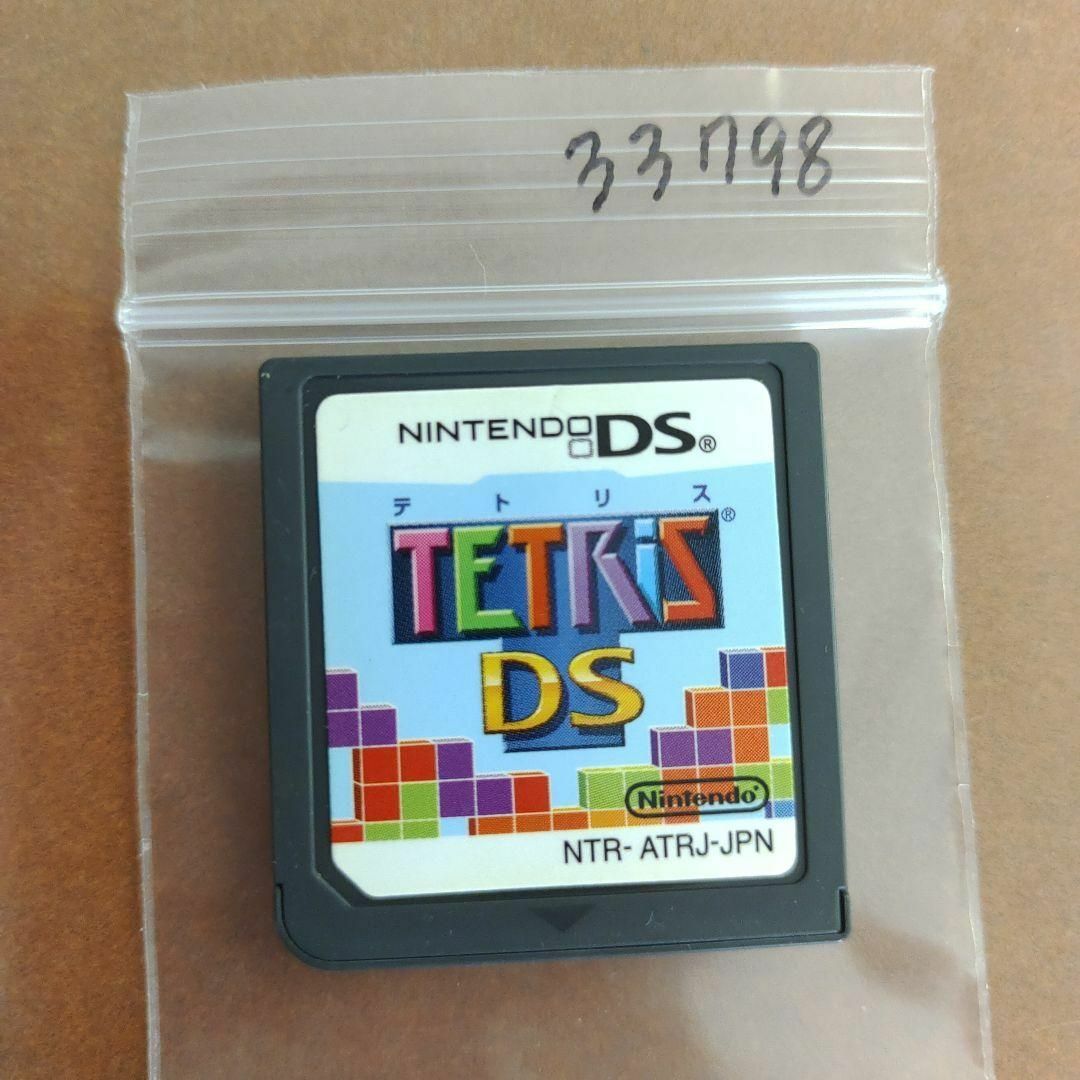 33798
NINTENDO DS®
テトリス
TETRiS®
DS
Nintendo®
NTR- ATRJ-JPN